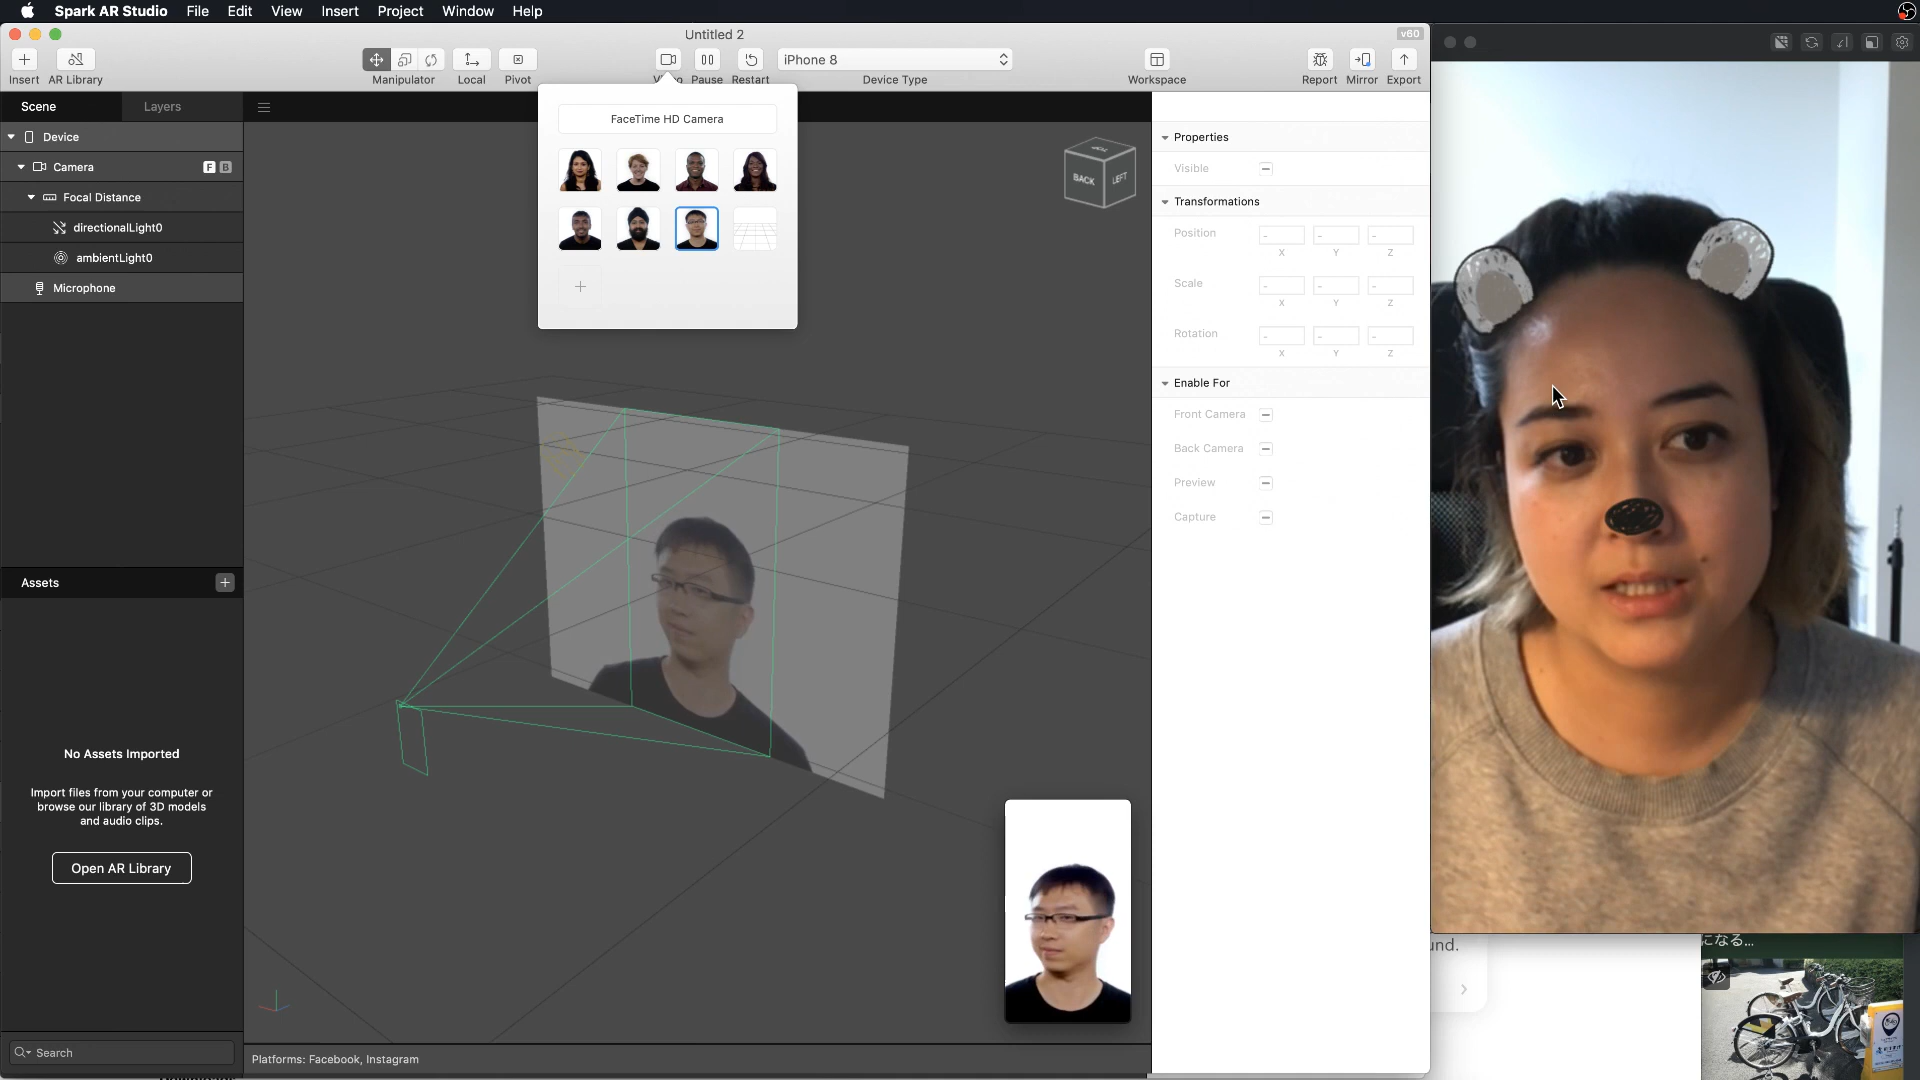 Spark AR Studio File Edit View Insert Project Window Help
Untitled 2
v60
Insert AR Library
Manipulator
Local
Pivot
Pause Restart
iPhone 8
Device Type
Workspace
Report Mirror Export
Scene
Layers
Device
Camera
F B
Focal Distance
directionalLight0
ambientLight0
Microphone
Assets
No Assets Imported
Import files from your computer or
browse our library of 3D models
and audio clips.
Open AR Library
Search
FaceTime HD Camera
BACK
LEFT
Platforms: Facebook, Instagram
Properties
Visible
Transformations
Position
X Y Z
Scale
X Y Z
Rotation
X Y Z
Enable For
Front Camera
Back Camera
Preview
Capture
und.
になる...